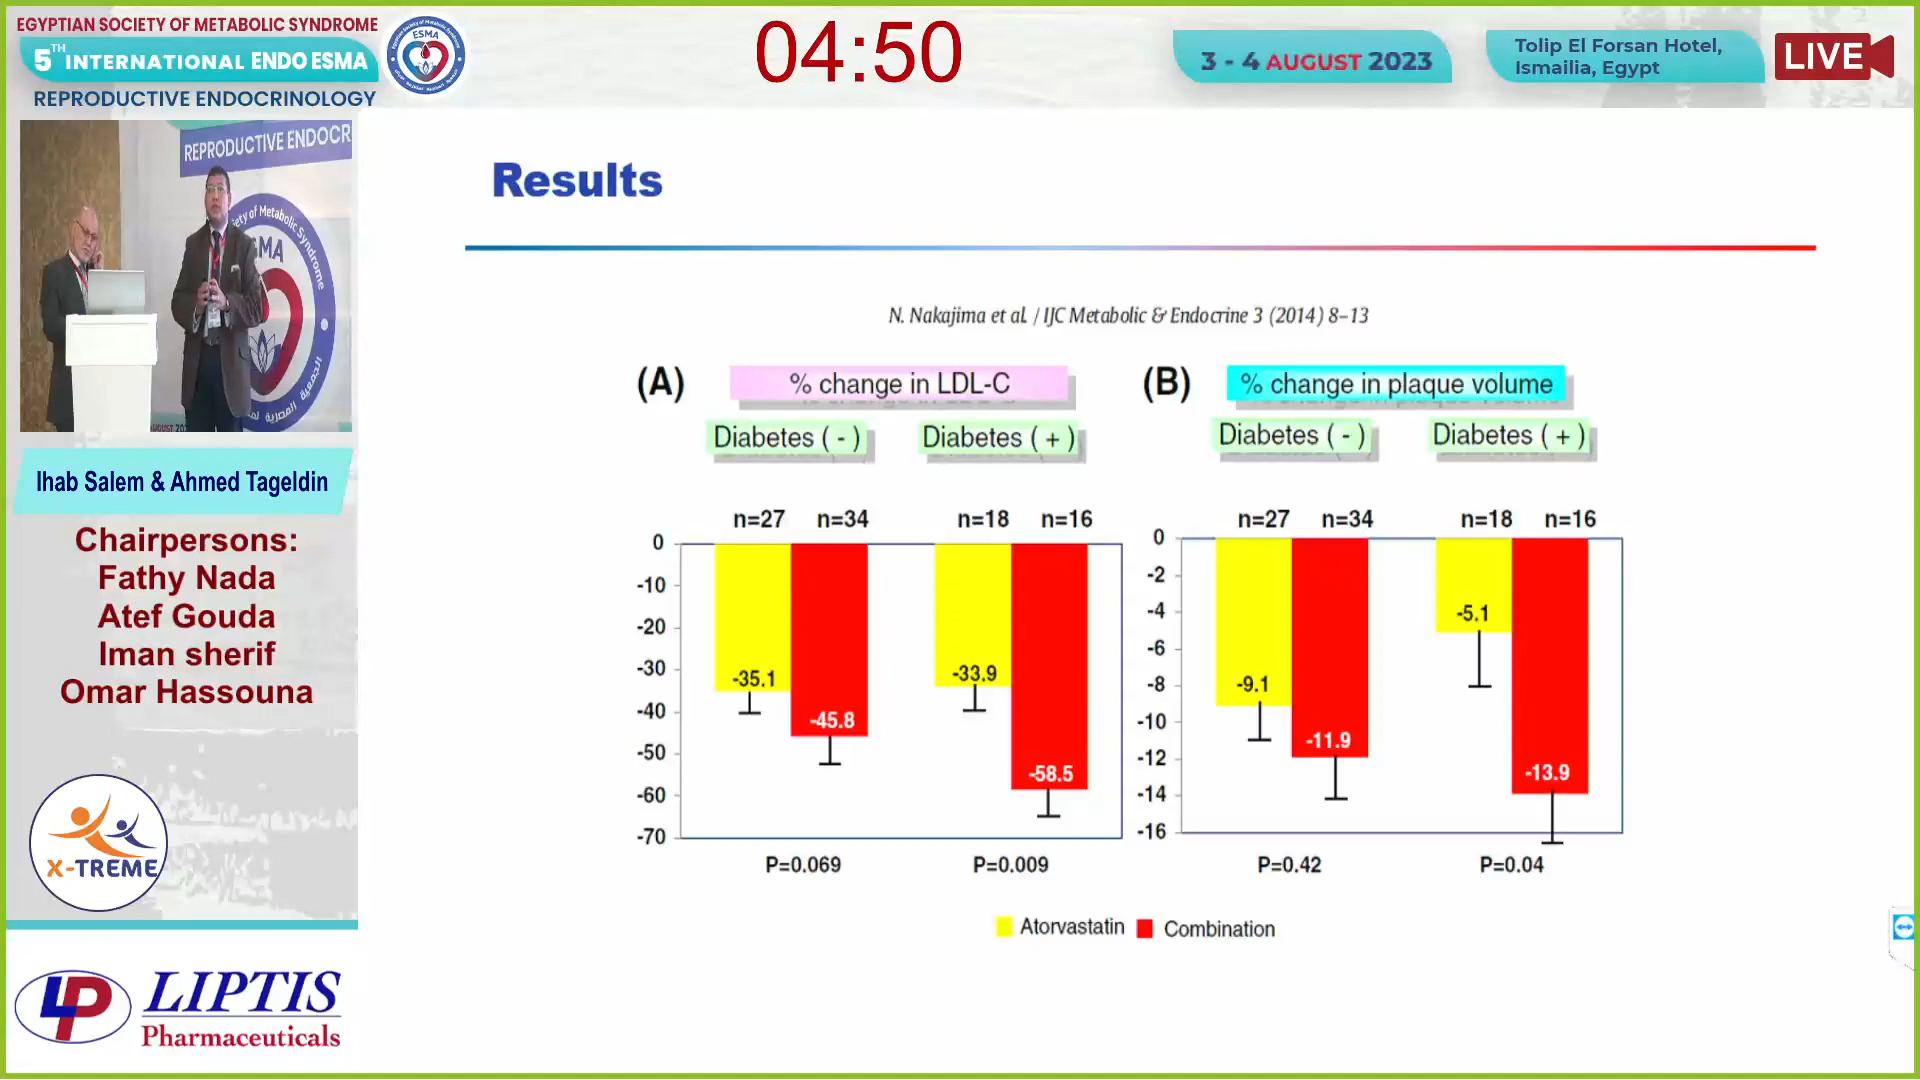 EGYPTIAN SOCIETY OF METABOLIC SYNDROME
5TH INTERNATIONAL ENDO ESMA
REPRODUCTIVE ENDOCRINOLOGY
ESMA
04:50
3 - 4 AUGUST 2023
Tolip El Forsan Hotel,
Ismailia, Egypt
LIVE
REPRODUCTIVE ENDOCR
Ihab Salem & Ahmed Tageldin
Chairpersons:
Fathy Nada
Atef Gouda
Iman sherif
Omar Hassouna
X-TREME
LP LIPTIS
Pharmaceuticals
Results
N. Nakajima et al. / IJC Metabolic & Endocrine 3 (2014) 8–13
(A) % change in LDL-C
Diabetes ( - ) Diabetes ( + )
n=27 n=34 n=18 n=16
0
-10
-20
-30
-40
-50
-60
-70
-35.1
-45.8
-33.9
-58.5
P=0.069 P=0.009
(B) % change in plaque volume
Diabetes ( - ) Diabetes ( + )
n=27 n=34 n=18 n=16
0
-2
-4
-6
-8
-10
-12
-14
-16
-9.1
-11.9
-5.1
-13.9
P=0.42 P=0.04
Atorvastatin Combination